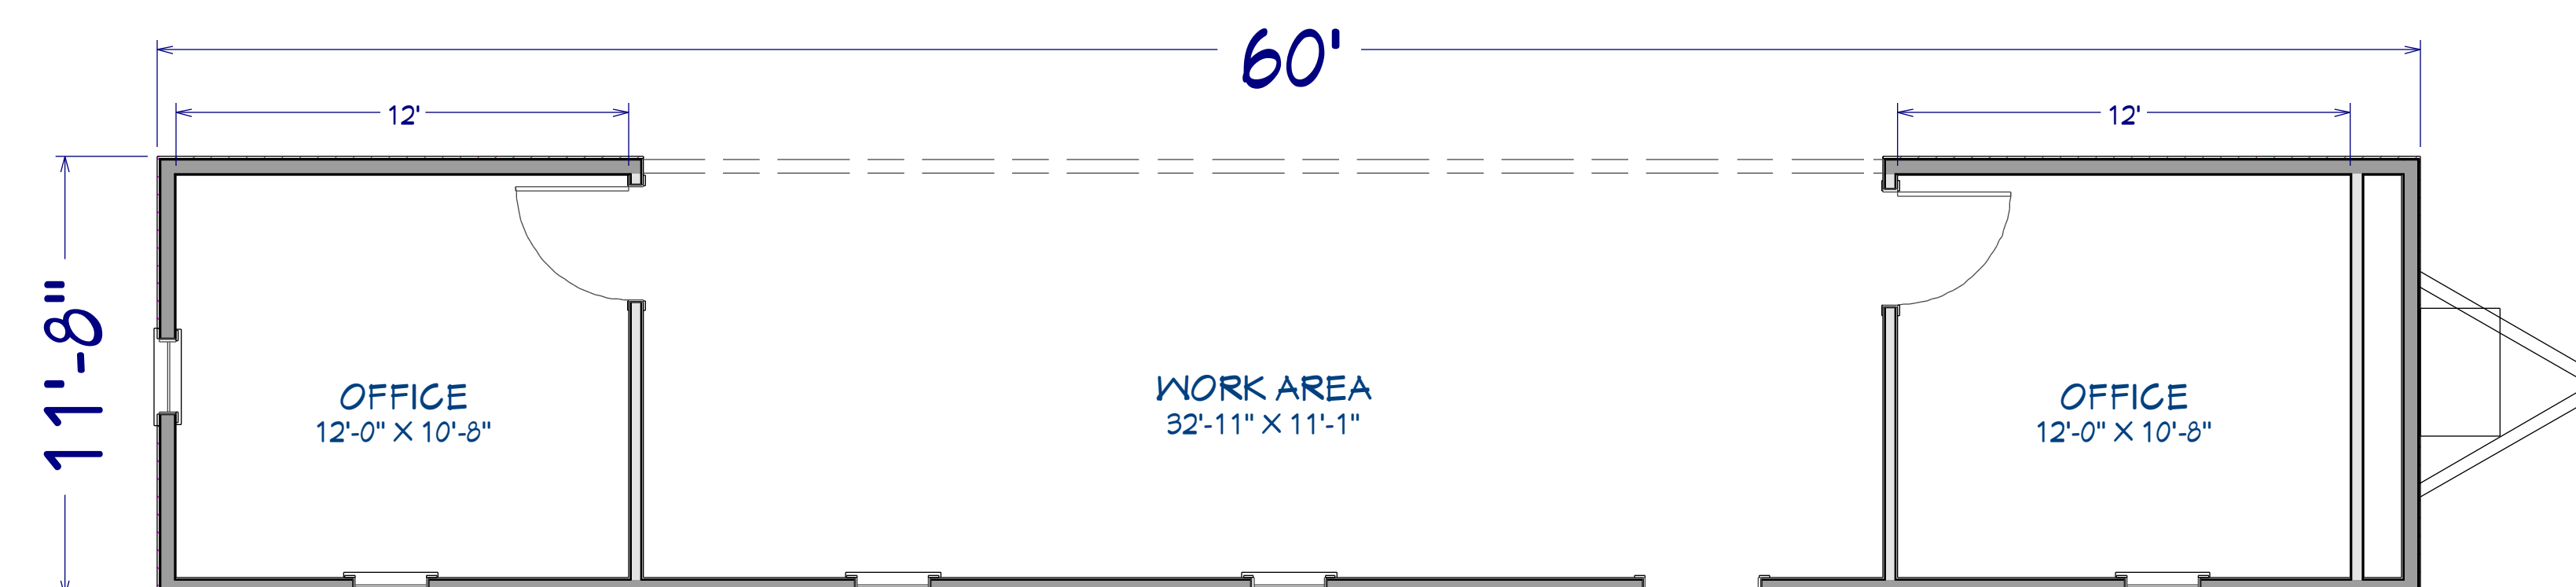 60'
12'
12'
11'-8"
OFFICE
12'-0" X 10'-8"
WORK AREA
32'-11" X 11'-1"
OFFICE
12'-0" X 10'-8"